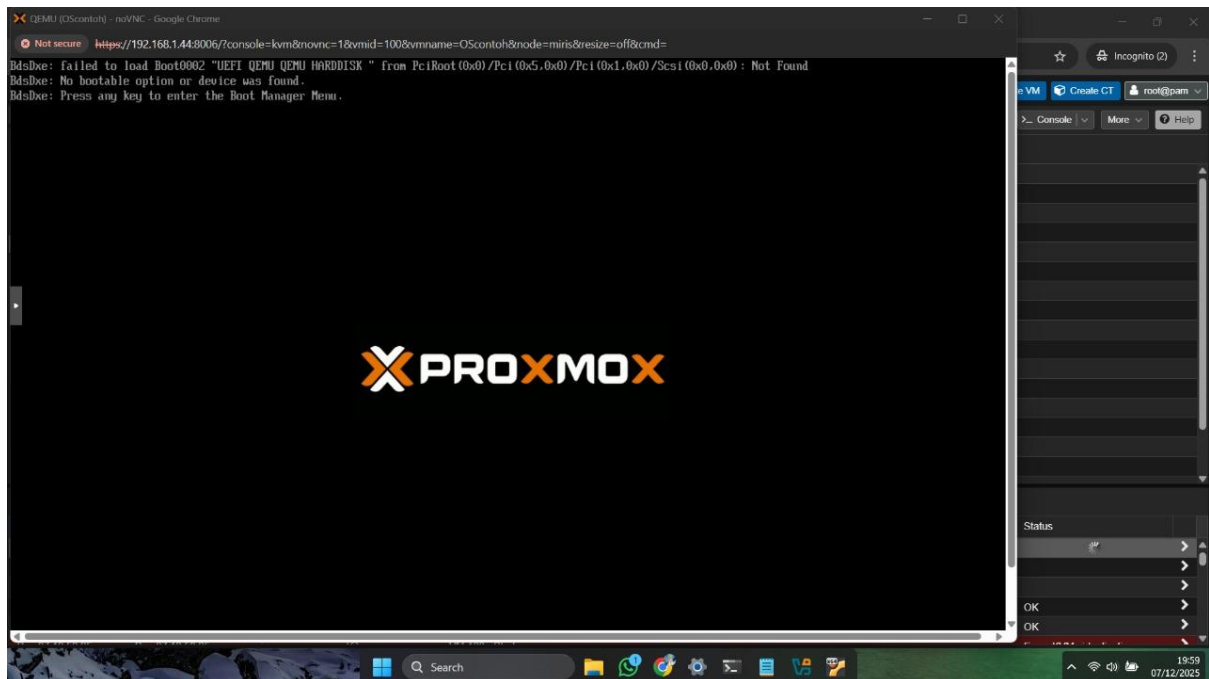 QEMU (OScontoh) - noVNC - Google Chrome
Not secure https://192.168.1.44:8006/?console=kvm&novnc=1&vmid=100&vmname=OScontoh&node=miris&resize=off&cmd=
BdsDxe: failed to load Boot0002 "UEFI QEMU QEMU HARDDISK " from PciRoot(0x0)/Pci(0x5,0x0)/Pci(0x1,0x0)/Scsi(0x0,0x0): Not Found
BdsDxe: No bootable option or device was found.
BdsDxe: Press any key to enter the Boot Manager Menu.
PROXMOX
Incognito (2)
VM Create CT root@pam
Console More Help
Status
OK
OK
Search
19:59
07/12/2025